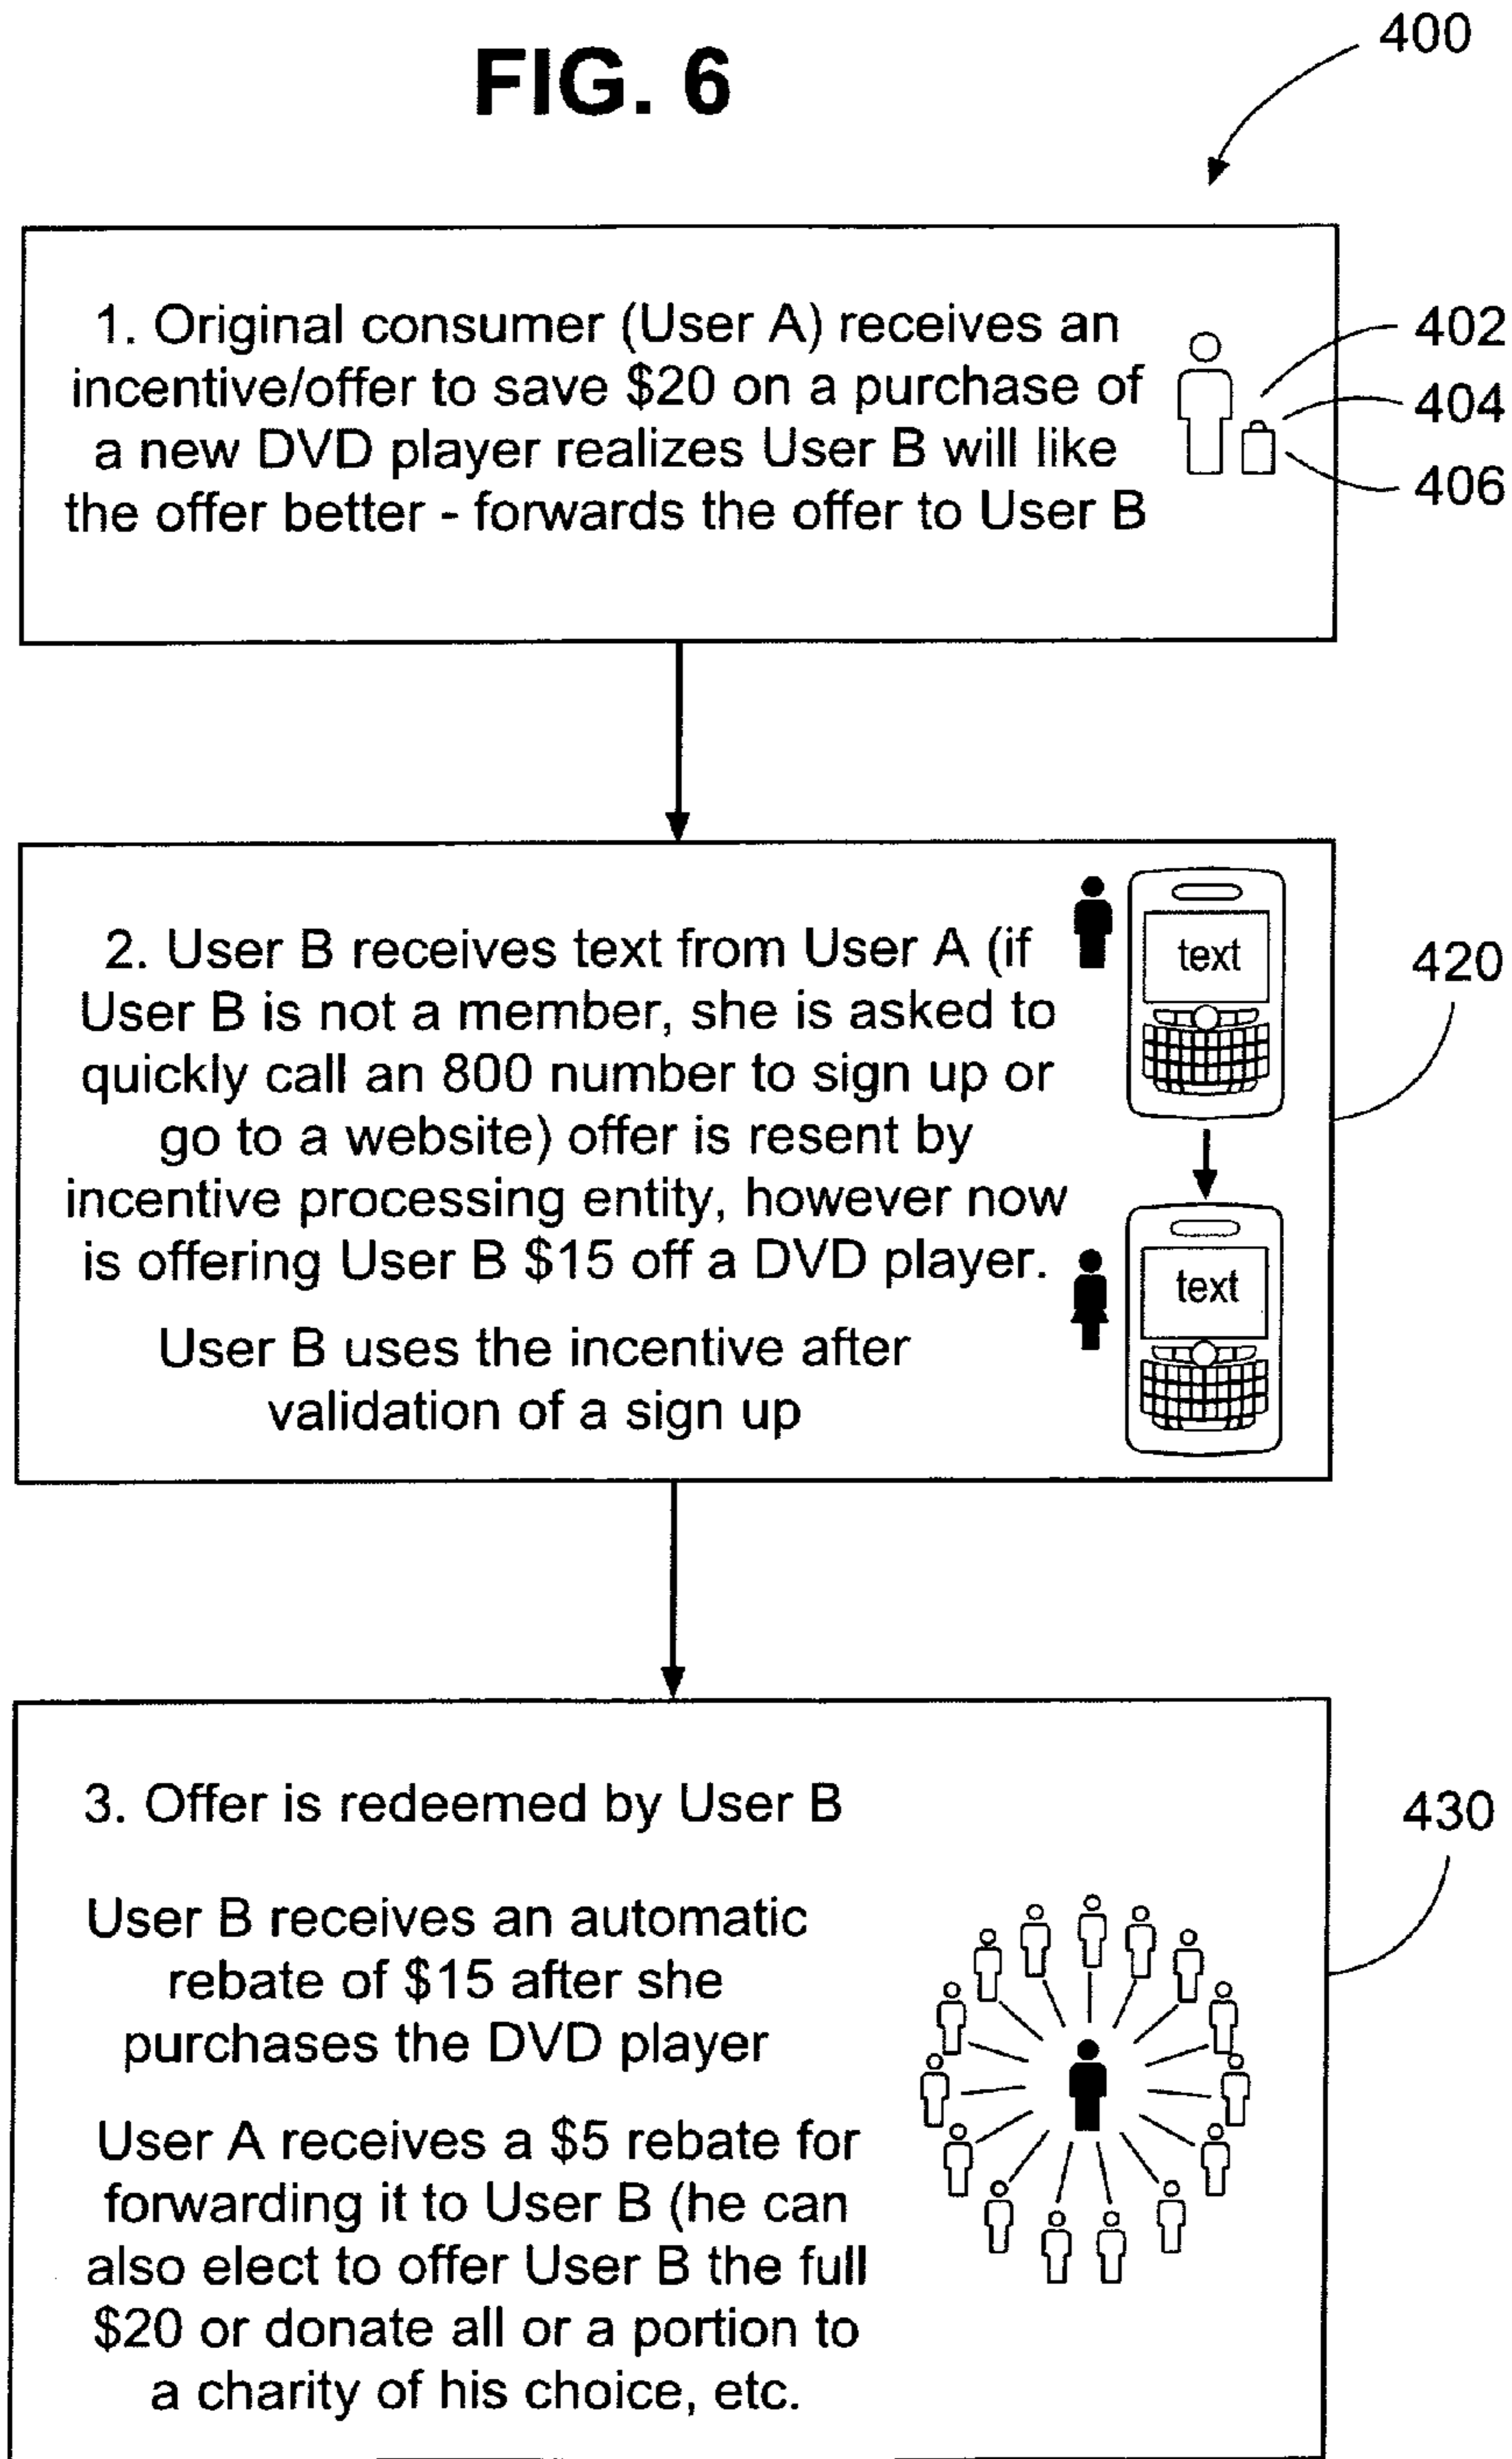 FIG. 6
400
1. Original consumer (User A) receives an
incentive/offer to save $20 on a purchase of
a new DVD player realizes User B will like
the offer better - forwards the offer to User B
402
404
406
2. User B receives text from User A (if
User B is not a member, she is asked to
quickly call an 800 number to sign up or
go to a website) offer is resent by
incentive processing entity, however now
is offering User B $15 off a DVD player.
User B uses the incentive after
validation of a sign up
text
text
420
3. Offer is redeemed by User B
User B receives an automatic
rebate of $15 after she
purchases the DVD player
User A receives a $5 rebate for
forwarding it to User B (he can
also elect to offer User B the full
$20 or donate all or a portion to
a charity of his choice, etc.
430